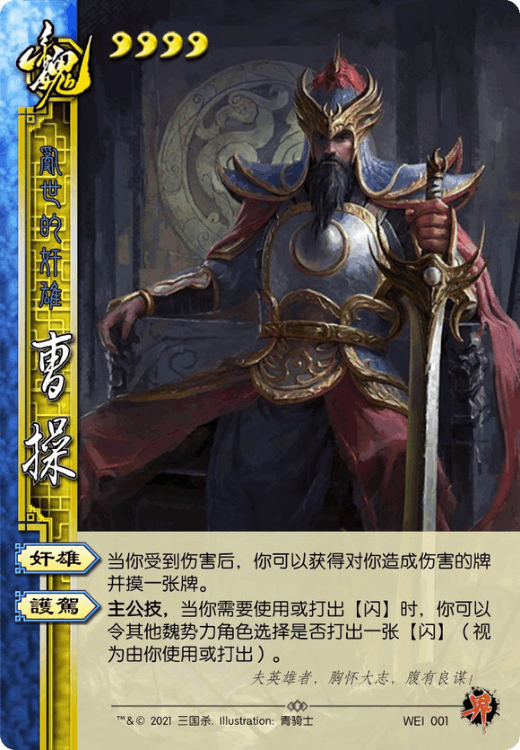 魏
亂世的奸雄
曹操
奸雄
当你受到伤害后，你可以获得对你造成伤害的牌
并摸一张牌。
護駕
主公技，当你需要使用或打出【闪】时，你可以
令其他魏势力角色选择是否打出一张【闪】（视
为由你使用或打出）。
夫英雄者，胸怀大志，腹有良谋！
™&© 2021 三国杀. Illustration: 青骑士
WEI 001
界